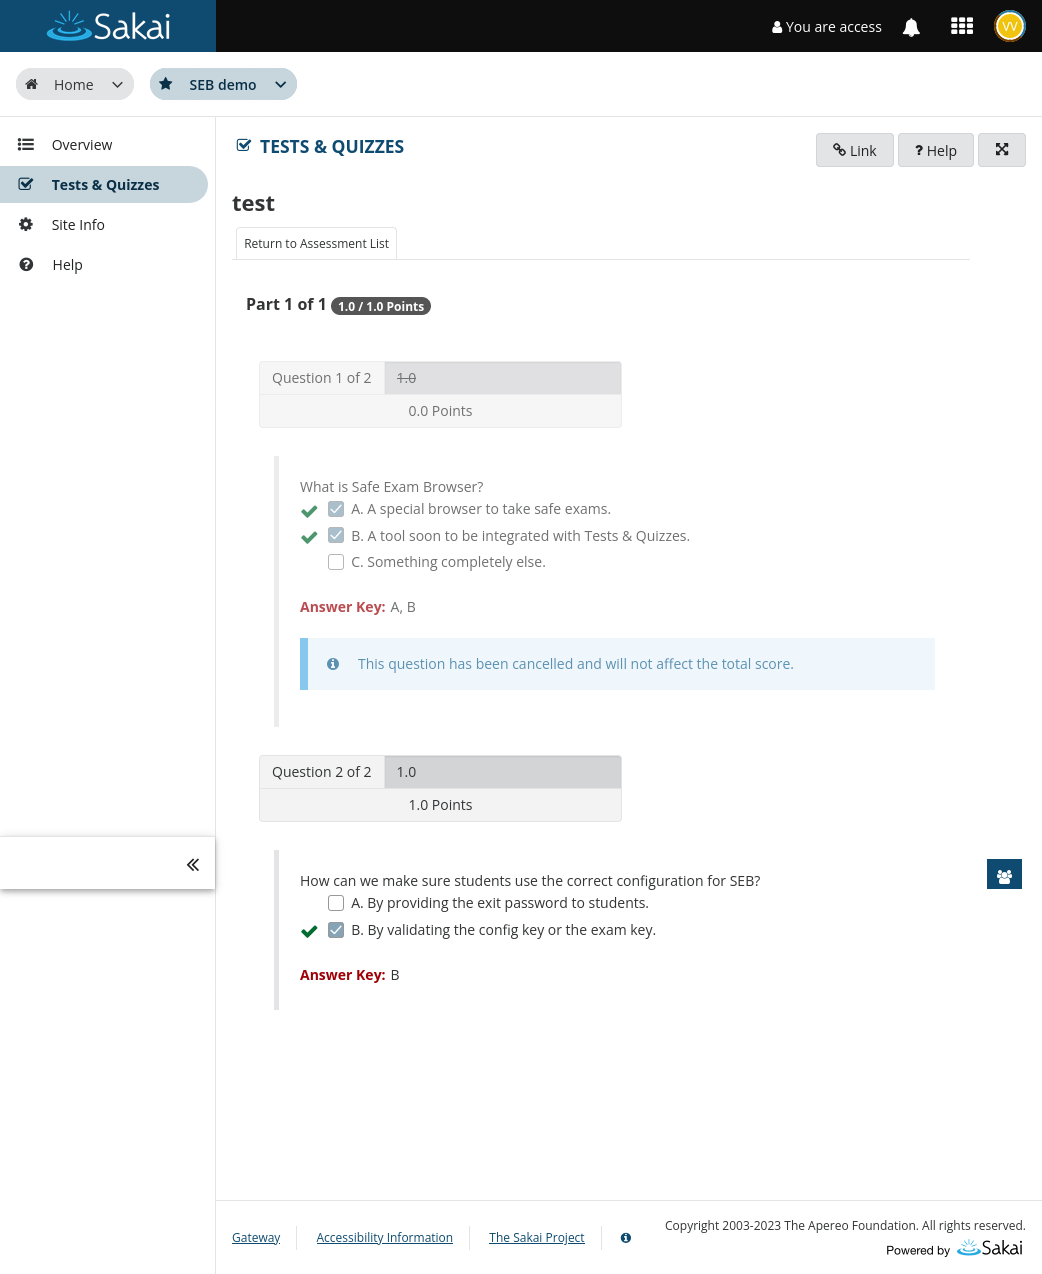 Sakai
You are access
VV
Home
SEB demo
Overview
Tests & Quizzes
Site Info
Help
TESTS & QUIZZES
Link
? Help
test
Return to Assessment List
Part 1 of 1 1.0 / 1.0 Points
Question 1 of 2 1.0
0.0 Points
What is Safe Exam Browser?
A. A special browser to take safe exams.
B. A tool soon to be integrated with Tests & Quizzes.
C. Something completely else.
Answer Key: A, B
This question has been cancelled and will not affect the total score.
Question 2 of 2 1.0
1.0 Points
How can we make sure students use the correct configuration for SEB?
A. By providing the exit password to students.
B. By validating the config key or the exam key.
Answer Key: B
Gateway
Accessibility Information
The Sakai Project
Copyright 2003-2023 The Apereo Foundation. All rights reserved.
Powered by Sakai